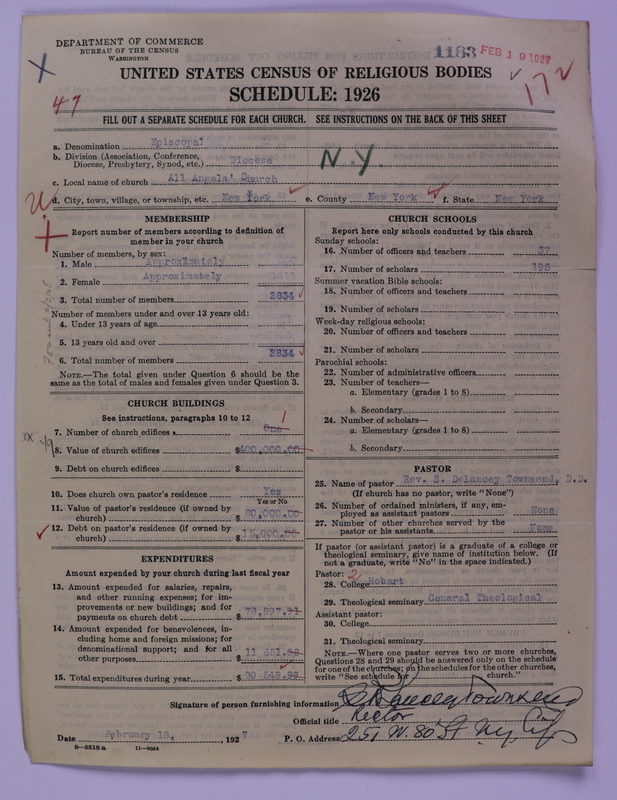 DEPARTMENT OF COMMERCE
BUREAU OF THE CENSUS
WASHINGTON
1183 FEB 19 1927
X
UNITED STATES CENSUS OF RELIGIOUS BODIES
SCHEDULE: 1926
172
47
FILL OUT A SEPARATE SCHEDULE FOR EACH CHURCH. SEE INSTRUCTIONS ON THE BACK OF THIS SHEET
a. Denomination Episcopal
b. Division (Association, Conference,
Diocese, Presbytery, Synod, etc.) Diocese N.Y.
c. Local name of church All Angels' Church
d. City, town, village, or township, etc. New York e. County New York f. State New York
MEMBERSHIP
Report number of members according to definition of
member in your church
Number of members, by sex:
1. Male Approximately
2. Female Approximately
3. Total number of members 2834
Number of members under and over 13 years old:
4. Under 13 years of age
5. 13 years old and over 2834
6. Total number of members
NOTE.—The total given under Question 6 should be the
same as the total of males and females given under Question 3.
CHURCH BUILDINGS
See instructions, paragraphs 10 to 12
7. Number of church edifices One 1
8. Value of church edifices $400,000.00
9. Debt on church edifices $
10. Does church own pastor's residence Yes
Yes or No
11. Value of pastor's residence (if owned by
church) $ 80,000.00
12. Debt on pastor's residence (if owned by
church) $
EXPENDITURES
Amount expended by your church during last fiscal year
13. Amount expended for salaries, repairs,
and other running expenses; for im-
provements or new buildings; and for
payments on church debt $
14. Amount expended for benevolences, in-
cluding home and foreign missions; for
denominational support; and for all
other purposes $
15. Total expenditures during year $
CHURCH SCHOOLS
Report here only schools conducted by this church
Sunday schools:
16. Number of officers and teachers 37
17. Number of scholars 195
Summer vacation Bible schools:
18. Number of officers and teachers
19. Number of scholars
Week-day religious schools:
20. Number of officers and teachers
21. Number of scholars
Parochial schools:
22. Number of administrative officers
23. Number of teachers—
a. Elementary (grades 1 to 8)
b. Secondary
24. Number of scholars—
a. Elementary (grades 1 to 8)
b. Secondary
PASTOR
25. Name of pastor Rev. S. DeLancey Townsend, D.D.
(If church has no pastor, write "None")
26. Number of ordained ministers, if any, em-
ployed as assistant pastors None
27. Number of other churches served by the
pastor or his assistants None
If pastor (or assistant pastor) is a graduate of a college or
theological seminary, give name of institution below. (If
not a graduate, write "No" in the space indicated.)
Pastor: 2
28. College Hobart
29. Theological seminary General Theological
Assistant pastor:
30. College
31. Theological seminary
NOTE.—Where one pastor serves two or more churches,
Questions 28 and 29 should be answered only on the schedule
for one of the churches; on the schedules for the other churches,
write "See schedule for church."
Signature of person furnishing information S. DeLancey Townsend
Official title Rector
Date February 18, 1927 P. O. Address 251 W. 80 St N.Y. City
8—5518 a 11—9054